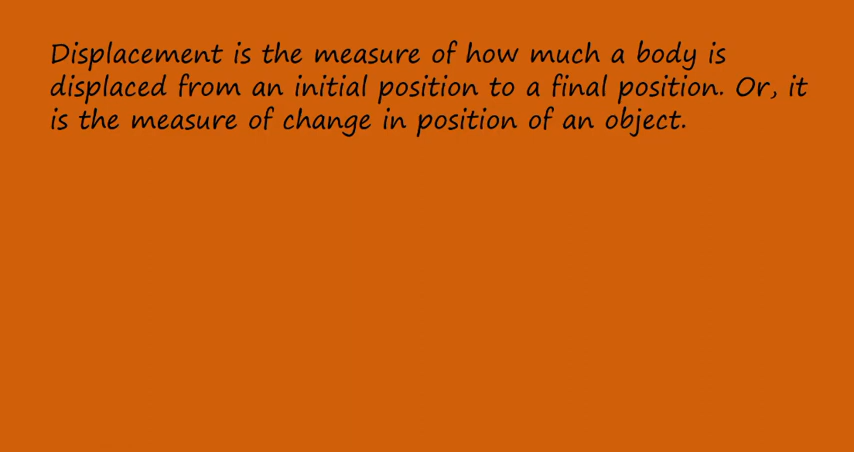 Displacement is the measure of how much a body is
displaced from an initial position to a final position. Or, it
is the measure of change in position of an object.